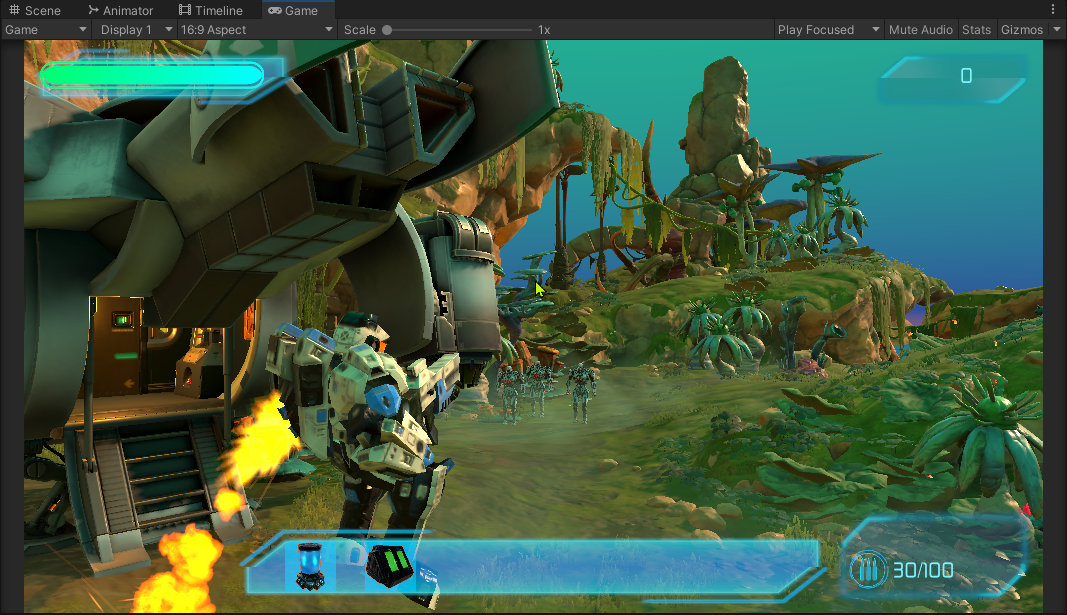 Scene Animator Timeline Game
Game Display 1 16:9 Aspect Scale 1x Play Focused Mute Audio Stats Gizmos
0
30/100